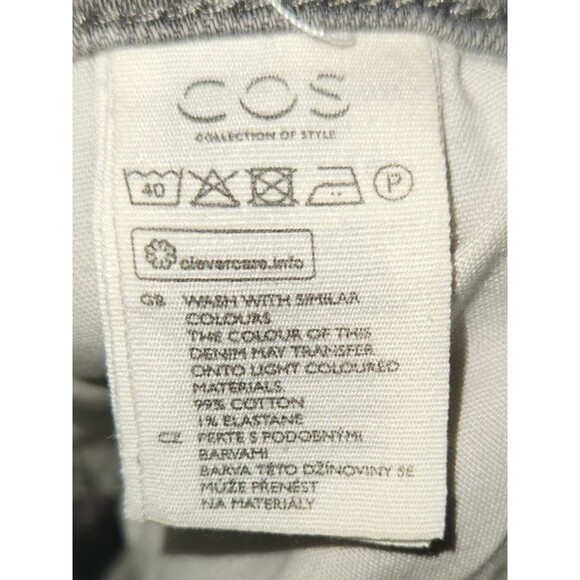 COS
COLLECTION OF STYLE
40 P
clevercare.info
GB WASH WITH SIMILAR
COLOURS
THE COLOUR OF THIS
DENIM MAY TRANSFER
ONTO LIGHT COLOURED
MATERIALS.
99% COTTON
1% ELASTANE
CZ PERTE S PODOBNÝMI
BARVAMI
BARVA TÉTO DŽÍNOVINY SE
MŮŽE PŘENÉST
NA MATERIÁLY